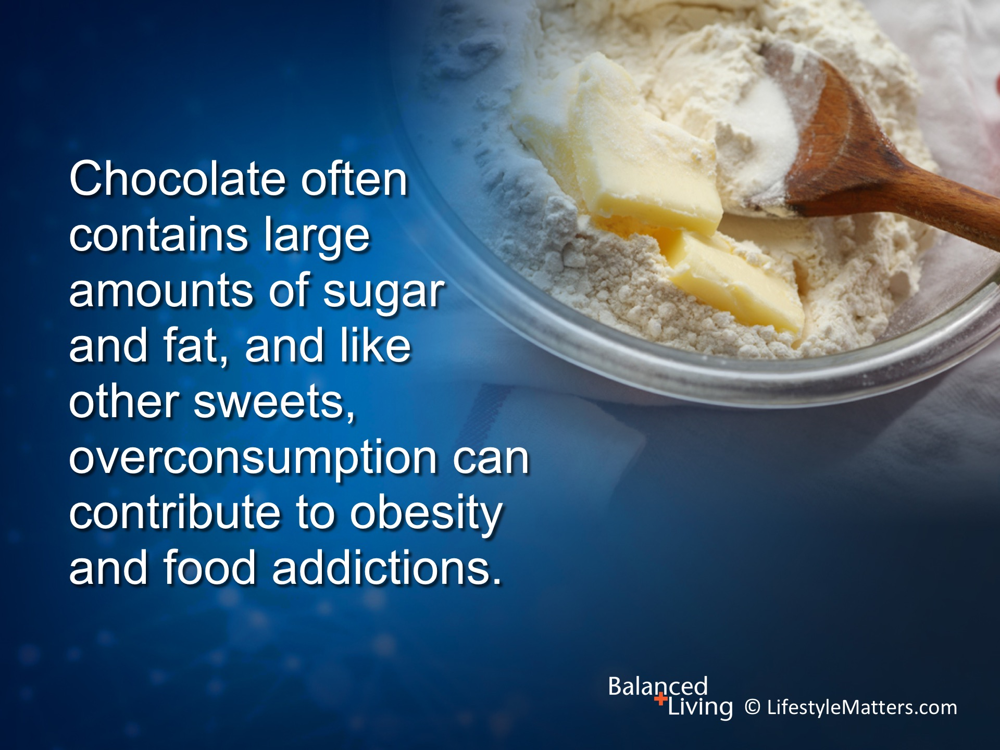 Chocolate often
contains large
amounts of sugar
and fat, and like
other sweets,
overconsumption can
contribute to obesity
and food addictions.
Balanced
Living © LifestyleMatters.com